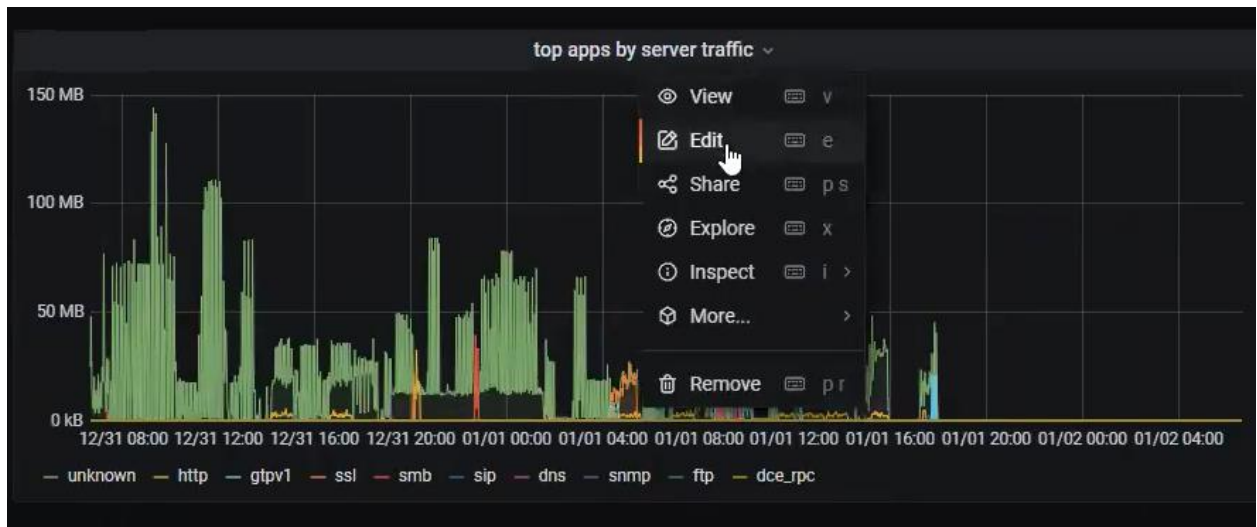 top apps by server traffic
150 MB
100 MB
50 MB
0 kB
View v
Edit e
Share p s
Explore x
Inspect i
More...
Remove p r
12/31 08:00 12/31 12:00 12/31 16:00 12/31 20:00 01/01 00:00 01/01 04:00 01/01 08:00 01/01 12:00 01/01 16:00 01/01 20:00 01/02 00:00 01/02 04:00
unknown http gtpv1 ssl smb sip dns snmp ftp dce_rpc